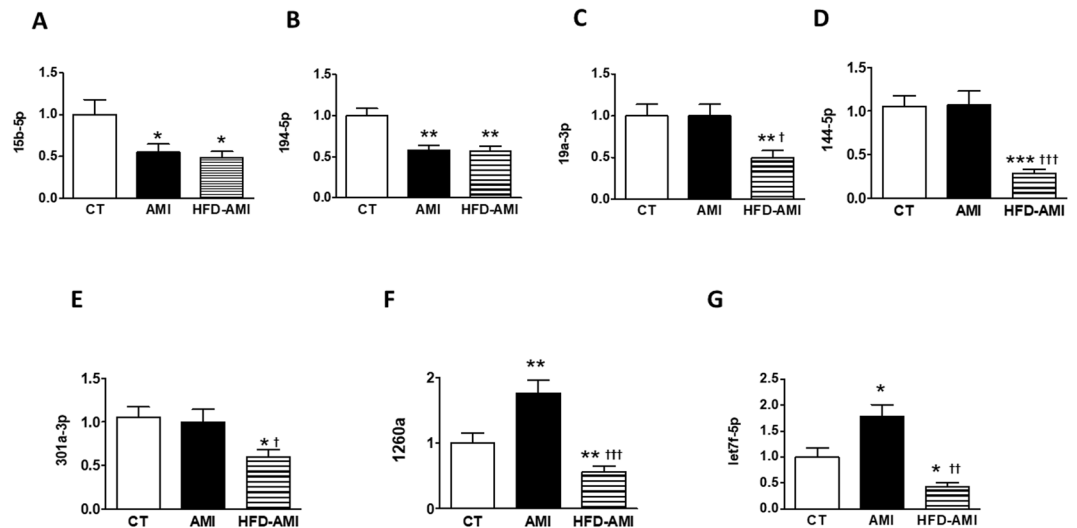 A
15b-5p
1.5
1.0
0.5
0.0
*
*
CT AMI HFD-AMI
B
194-5p
1.5
1.0
0.5
0.0
**
**
CT AMI HFD-AMI
C
19a-3p
1.5
1.0
0.5
0.0
** †
CT AMI HFD-AMI
D
144-5p
1.5
1.0
0.5
0.0
*** †††
CT AMI HFD-AMI
E
301a-3p
1.5
1.0
0.5
0.0
* †
CT AMI HFD-AMI
F
1260a
2
1
0
**
** †††
CT AMI HFD-AMI
G
let7f-5p
2.5
2.0
1.5
1.0
0.5
0.0
*
* ††
CT AMI HFD-AMI